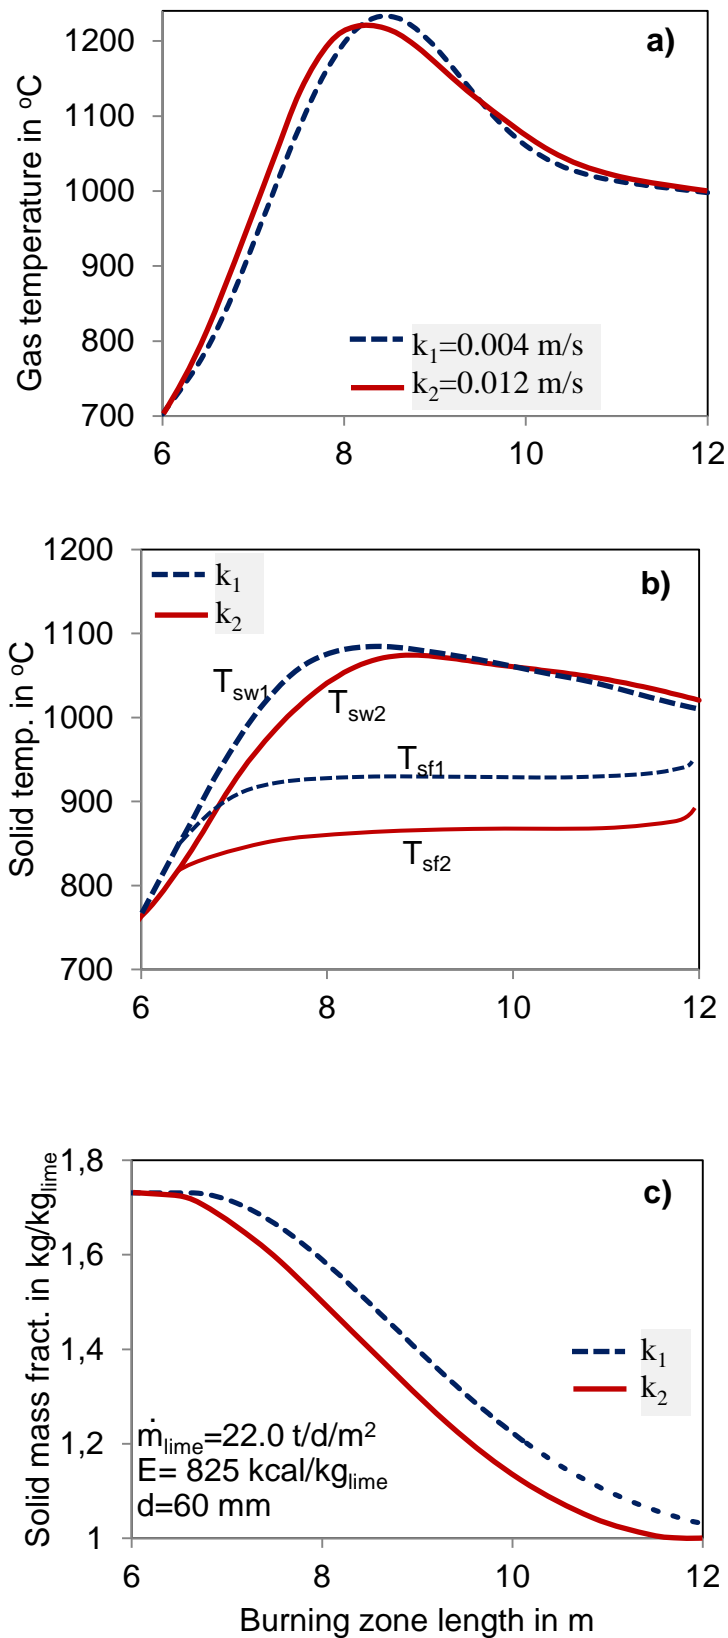 a)
Gas temperature in ºC
1200
1100
1000
900
800
700
6
8
10
12
k₁=0.004 m/s
k₂=0.012 m/s
b)
Solid temp. in ºC
1200
1100
1000
900
800
700
6
8
10
12
k₁
k₂
Tsw1
Tsw2
Tsf1
Tsf2
c)
Solid mass fract. in kg/kglime
1,8
1,6
1,4
1,2
1
6
8
10
12
k₁
k₂
ṁlime=22.0 t/d/m²
E= 825 kcal/kglime
d=60 mm
Burning zone length in m